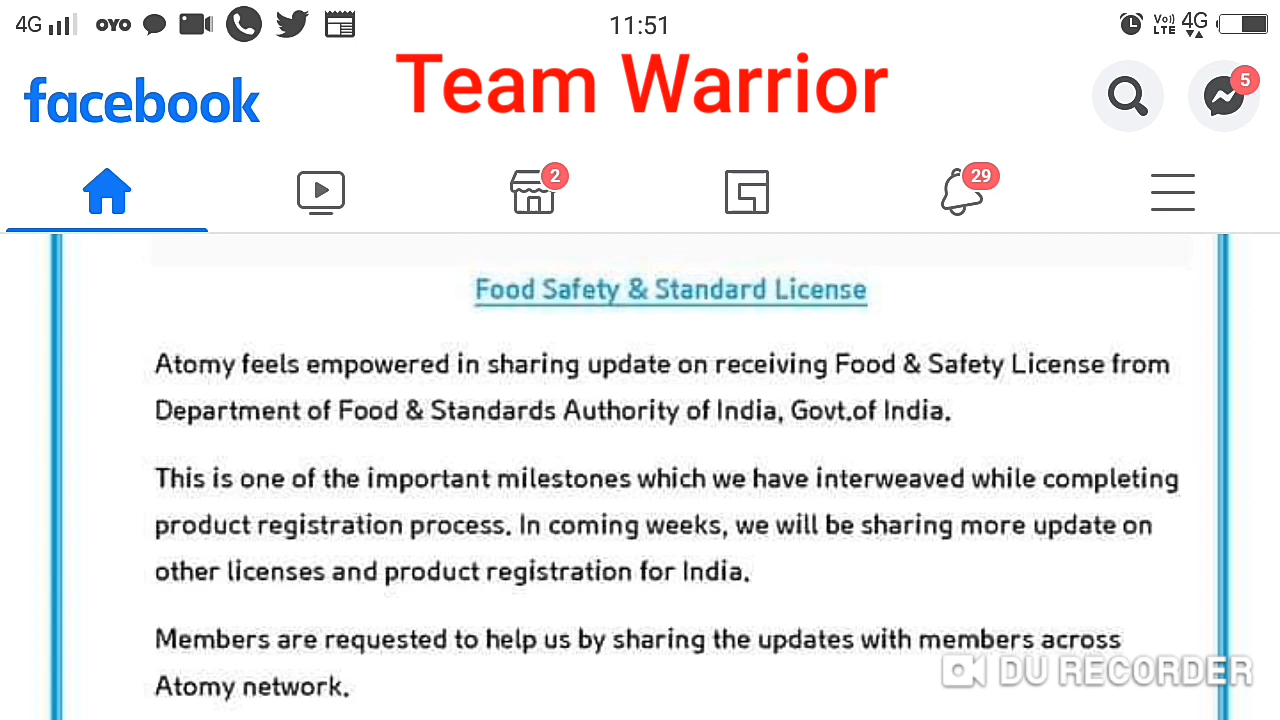 4G OYO 11:51 Vo)) LTE 4G
facebook Team Warrior 5
2 29
Food Safety & Standard License
Atomy feels empowered in sharing update on receiving Food & Safety License from
Department of Food & Standards Authority of India, Govt.of India.
This is one of the important milestones which we have interweaved while completing
product registration process. In coming weeks, we will be sharing more update on
other licenses and product registration for India.
Members are requested to help us by sharing the updates with members across
DU RECORDER
Atomy network.